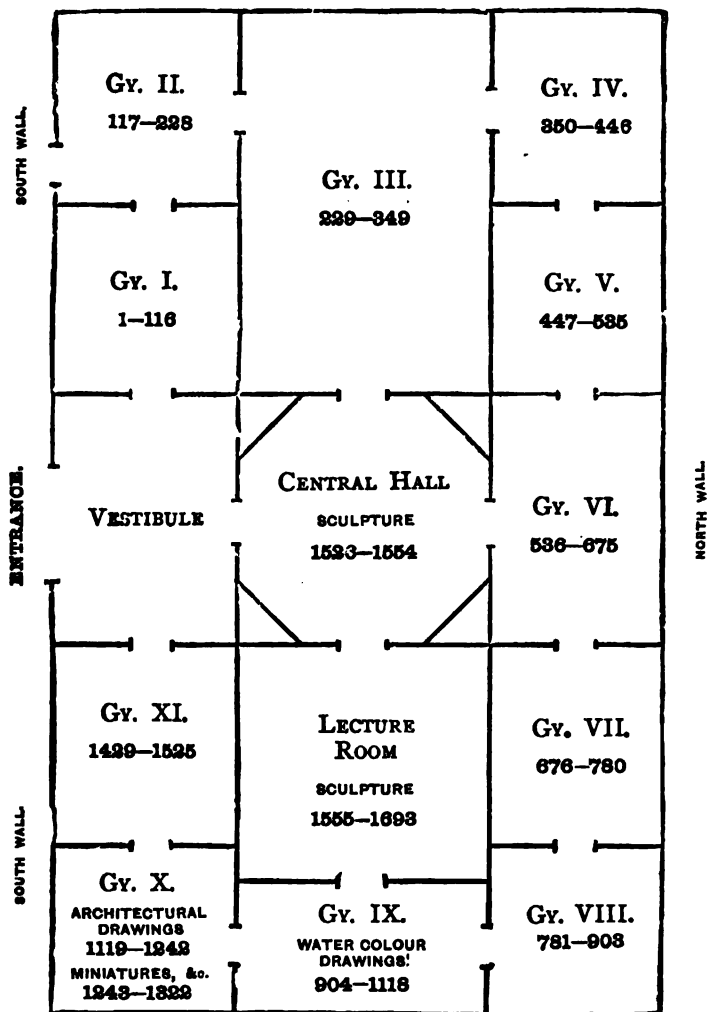 GY. II.
117—228
SOUTH WALL.
GY. I.
1—116
GY. III.
229—349
GY. IV.
350—446
GY. V.
447—535
ENTRANCE.
VESTIBULE
CENTRAL HALL
SCULPTURE
1523—1554
GY. VI.
536—675
NORTH WALL.
GY. XI.
1429—1525
SOUTH WALL.
LECTURE
ROOM
SCULPTURE
1555—1693
GY. VII.
676—780
GY. X.
ARCHITECTURAL
DRAWINGS
1119—1242
MINIATURES, &c.
1243—1322
GY. IX.
WATER COLOUR
DRAWINGS.
904—1118
GY. VIII.
781—903